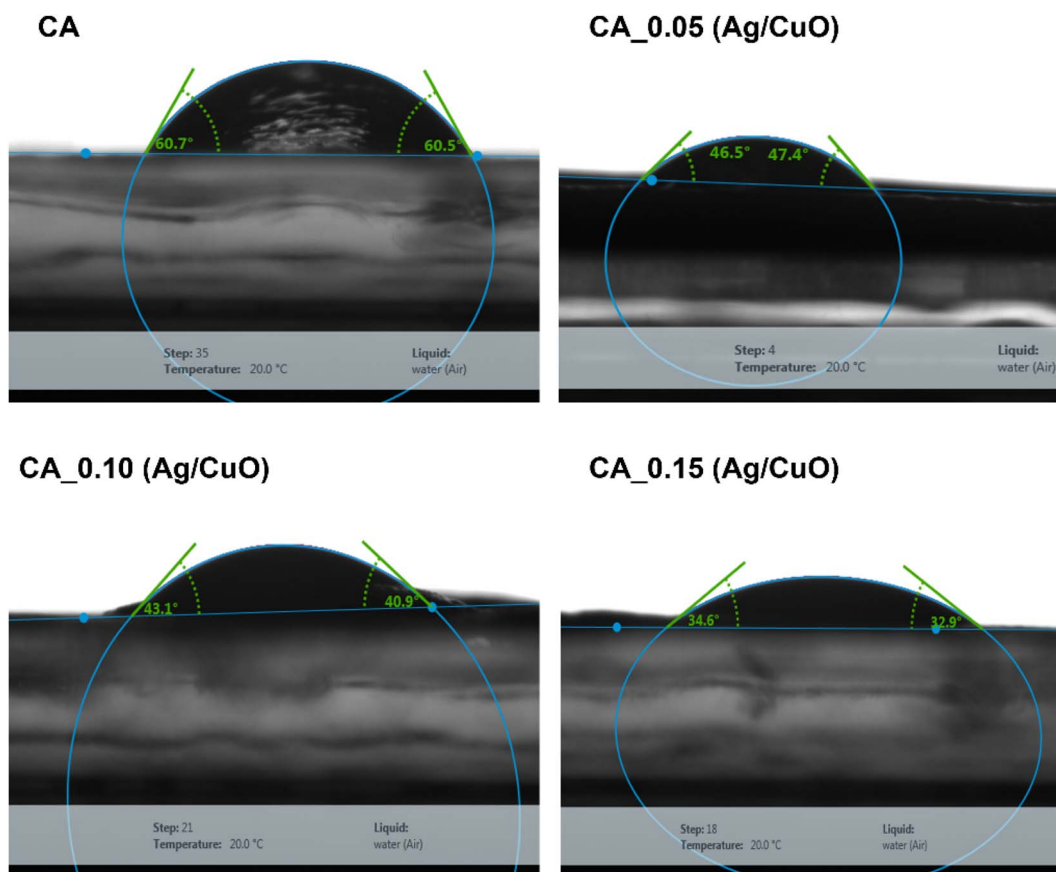 CA
60.7°
60.5°
Step: 35
Temperature: 20.0 °C
Liquid:
water (Air)
CA_0.05 (Ag/CuO)
46.5°
47.4°
Step: 4
Temperature: 20.0 °C
Liquid:
water (Air)
CA_0.10 (Ag/CuO)
43.1°
40.9°
Step: 21
Temperature: 20.0 °C
Liquid:
water (Air)
CA_0.15 (Ag/CuO)
34.6°
32.9°
Step: 18
Temperature: 20.0 °C
Liquid:
water (Air)